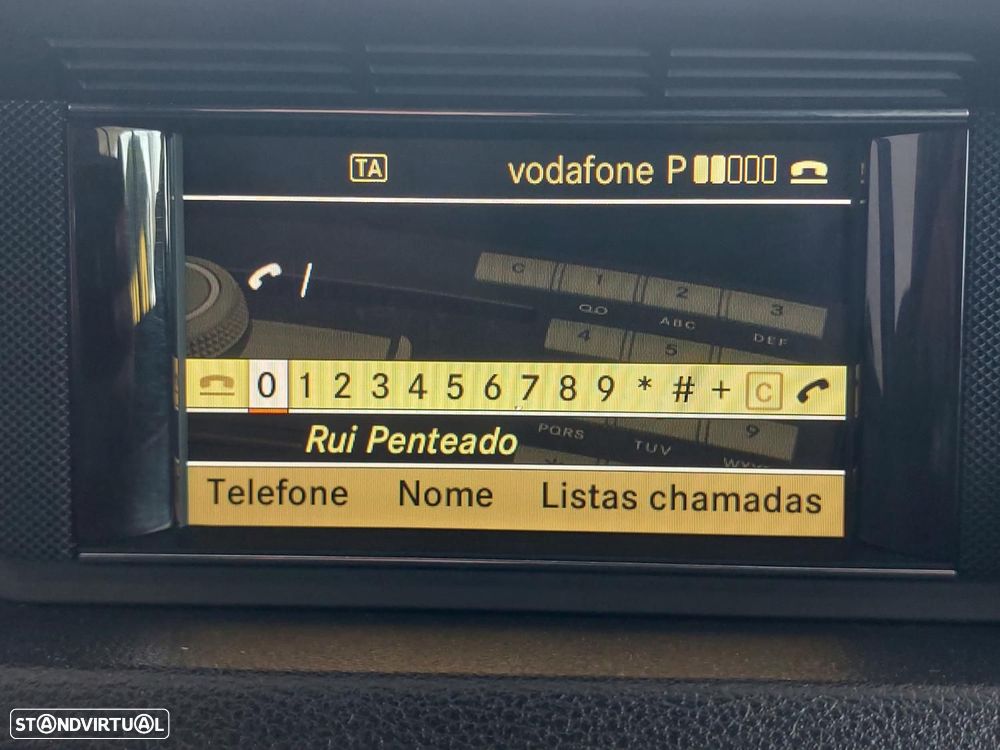 TA vodafone P
C 1 2 3
ABC DEF
4 5
0 1 2 3 4 5 6 7 8 9 * # + C
Rui Penteado
PQRS TUV 9
Telefone Nome Listas chamadas
STANDVIRTUAL